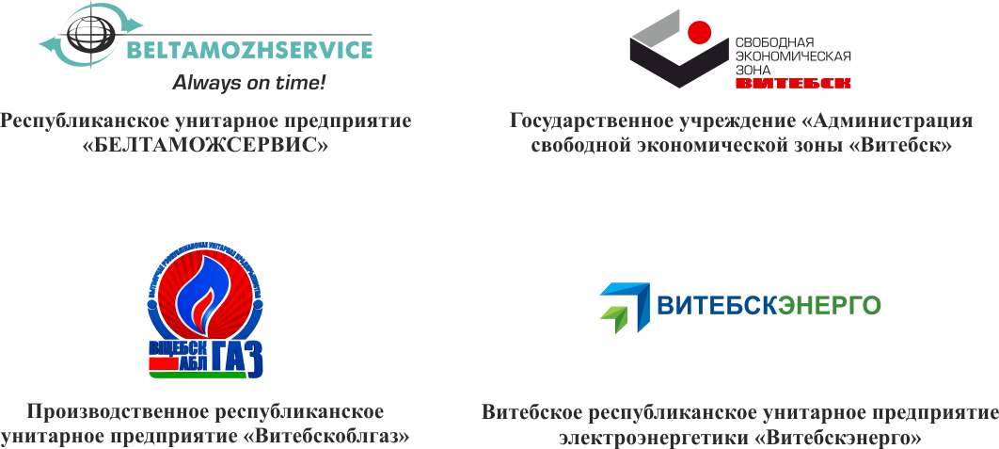 BELTAMOZHSERVICE
Always on time!
Республиканское унитарное предприятие
«БЕЛТАМОЖСЕРВИС»
СВОБОДНАЯ
ЭКОНОМИЧЕСКАЯ
ЗОНА
ВИТЕБСК
Государственное учреждение «Администрация
свободной экономической зоны «Витебск»
ВЫТВОРЧАЕ РЭСПУБЛІКАНСКАЕ УНІТАРНАЕ ПРАДПРЫЕМСТВА
ВІЦЕБСК
АБЛ
ГАЗ
Производственное республиканское
унитарное предприятие «Витебскоблгаз»
ВИТЕБСКЭНЕРГО
Витебское республиканское унитарное предприятие
электроэнергетики «Витебскэнерго»